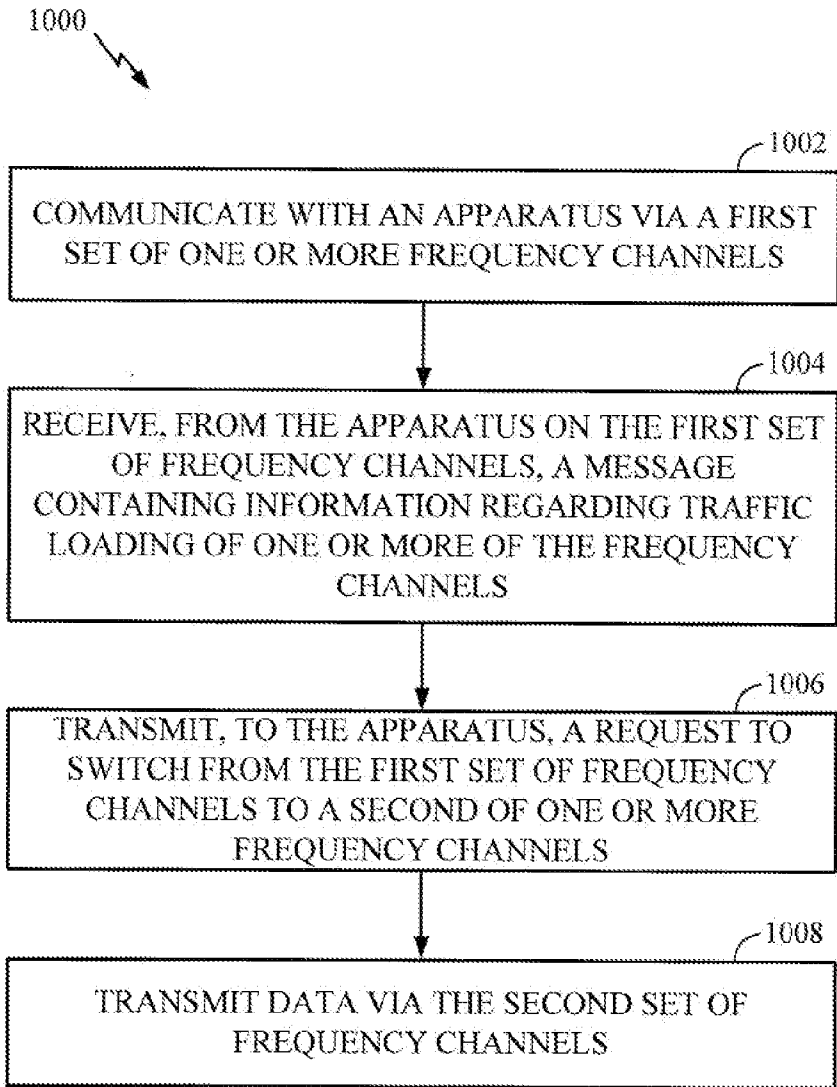 1000
1002
COMMUNICATE WITH AN APPARATUS VIA A FIRST
SET OF ONE OR MORE FREQUENCY CHANNELS
1004
RECEIVE, FROM THE APPARATUS ON THE FIRST SET
OF FREQUENCY CHANNELS, A MESSAGE
CONTAINING INFORMATION REGARDING TRAFFIC
LOADING OF ONE OR MORE OF THE FREQUENCY
CHANNELS
1006
TRANSMIT, TO THE APPARATUS, A REQUEST TO
SWITCH FROM THE FIRST SET OF FREQUENCY
CHANNELS TO A SECOND OF ONE OR MORE
FREQUENCY CHANNELS
1008
TRANSMIT DATA VIA THE SECOND SET OF
FREQUENCY CHANNELS